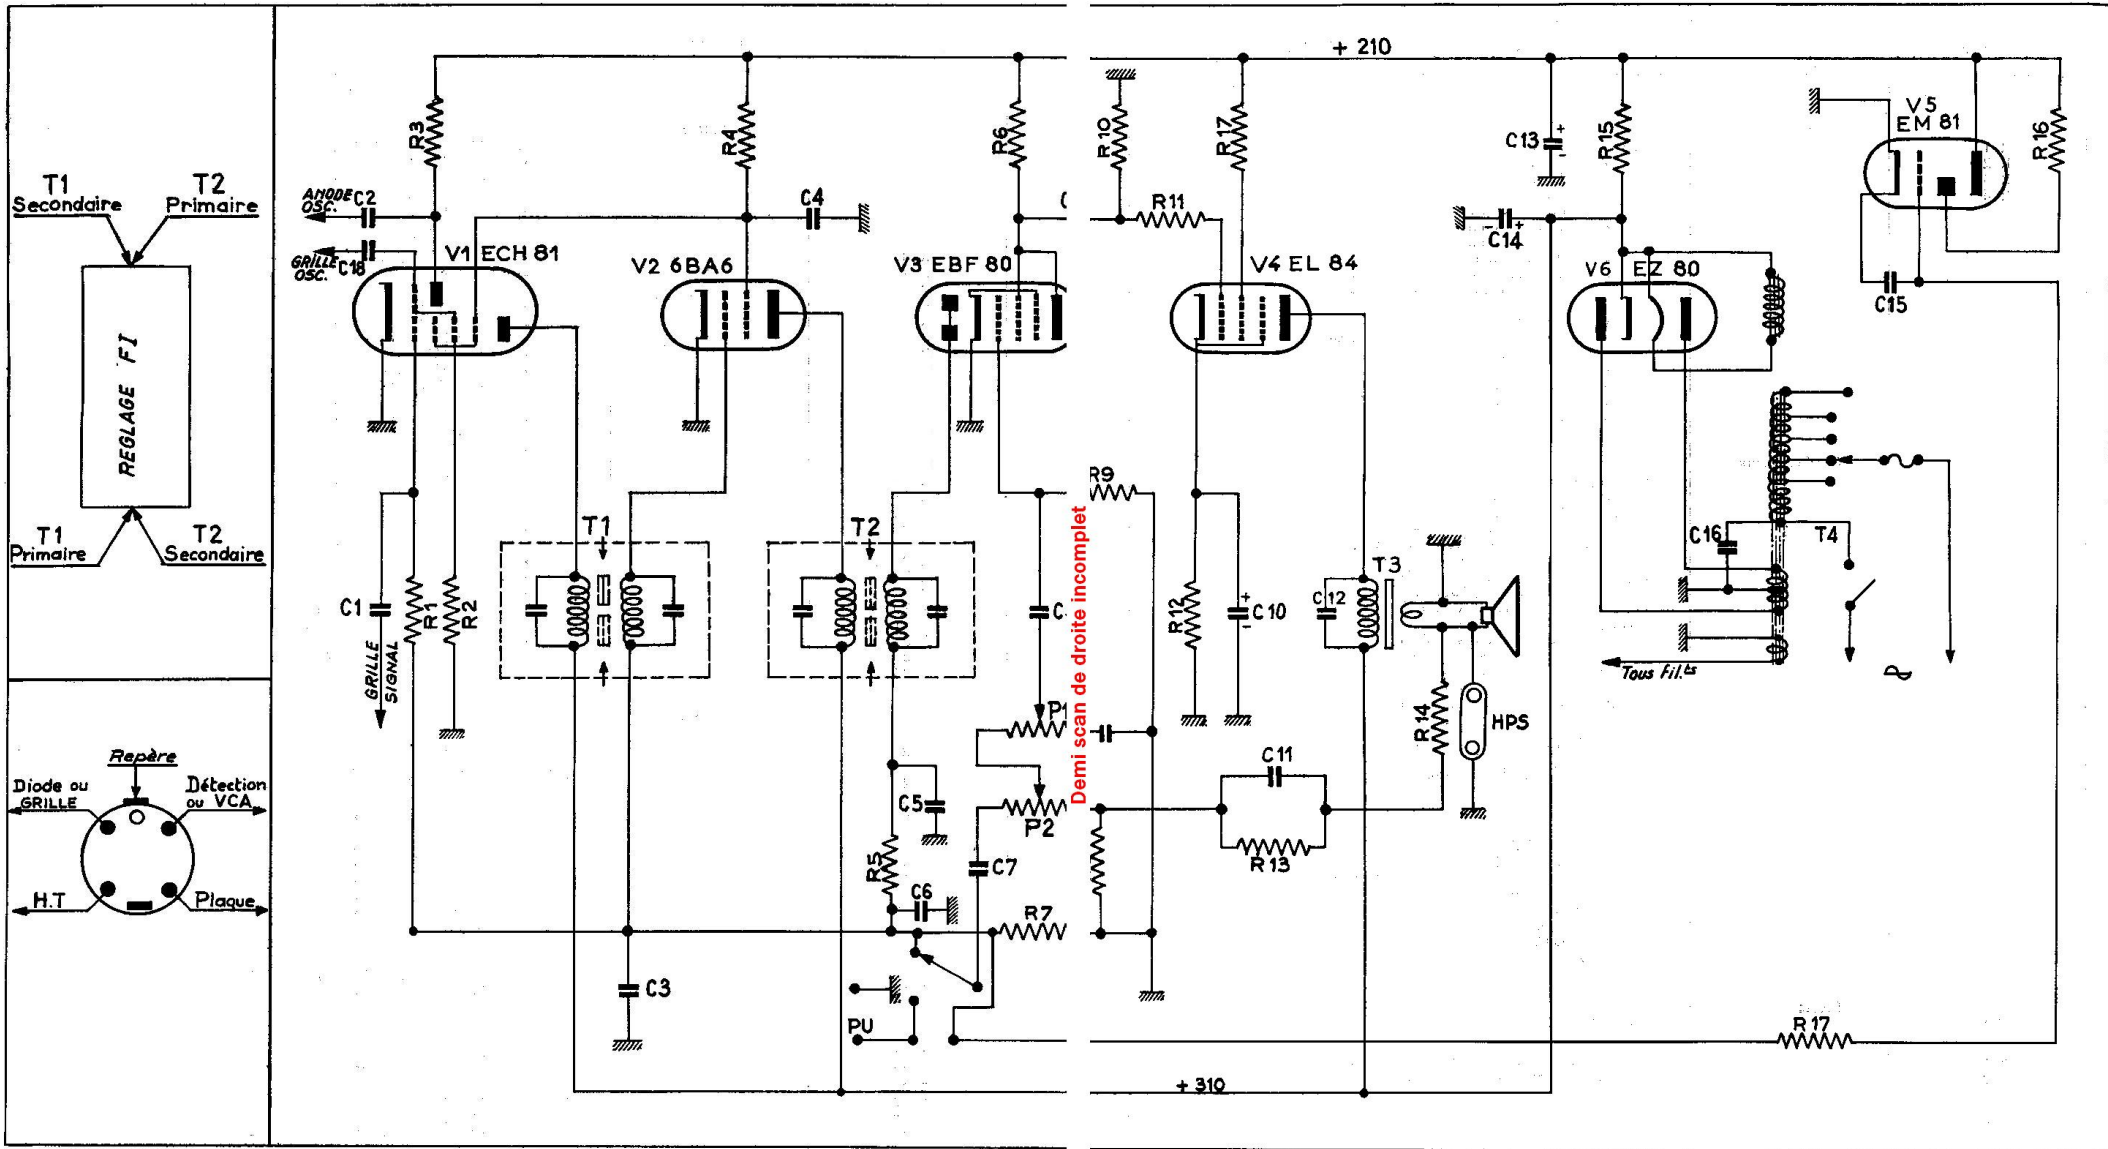 T1
Secondaire
T2
Primaire
REGLAGE FI
T1
Primaire
T2
Secondaire
Repère
Diode ou
GRILLE
Détection
ou VCA
H.T
Plaque
+ 210
R3
R4
R6
R10
R17
C13
+
-
R15
V5
EM 81
R16
ANODE
OSC.
C2
C4
R11
-
+
C14
GRILLE
OSC.
C18
V1 ECH 81
V2 6BA6
V3 EBF 80
V4 EL 84
V6 EZ 80
C15
R9
T1
T2
C1
R1
R2
GRILLE
SIGNAL
Demi scan de droite incomplet
R12
+
-
C10
C12
T3
C16
T4
Tous fil.ts
P1
R14
HPS
C5
P2
C11
R13
R5
C7
C6
R7
C3
PU
R17
+ 310